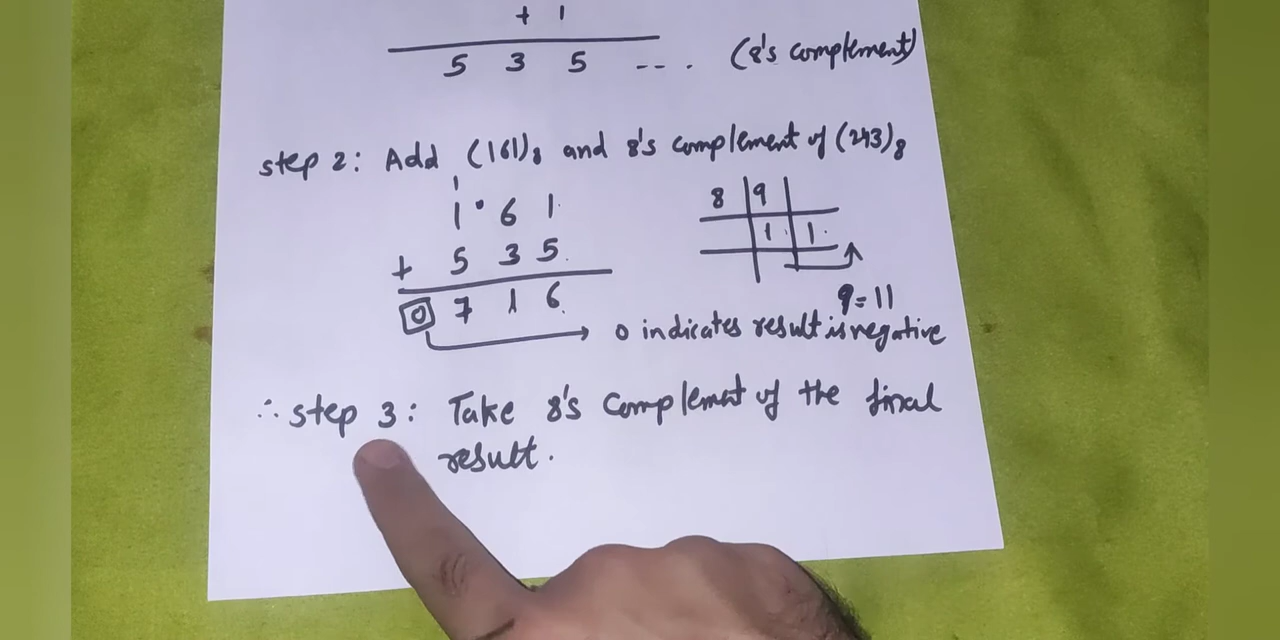 + 1
5 3 5 --. (8's complement)
step 2: Add (161)8 and 8's complement of (243)8
1
1 6 1
+ 5 3 5
0 7 1 6
8 9
1 1
9=11
0 indicates result is negative
∴ step 3: Take 8's complement of the final
result.